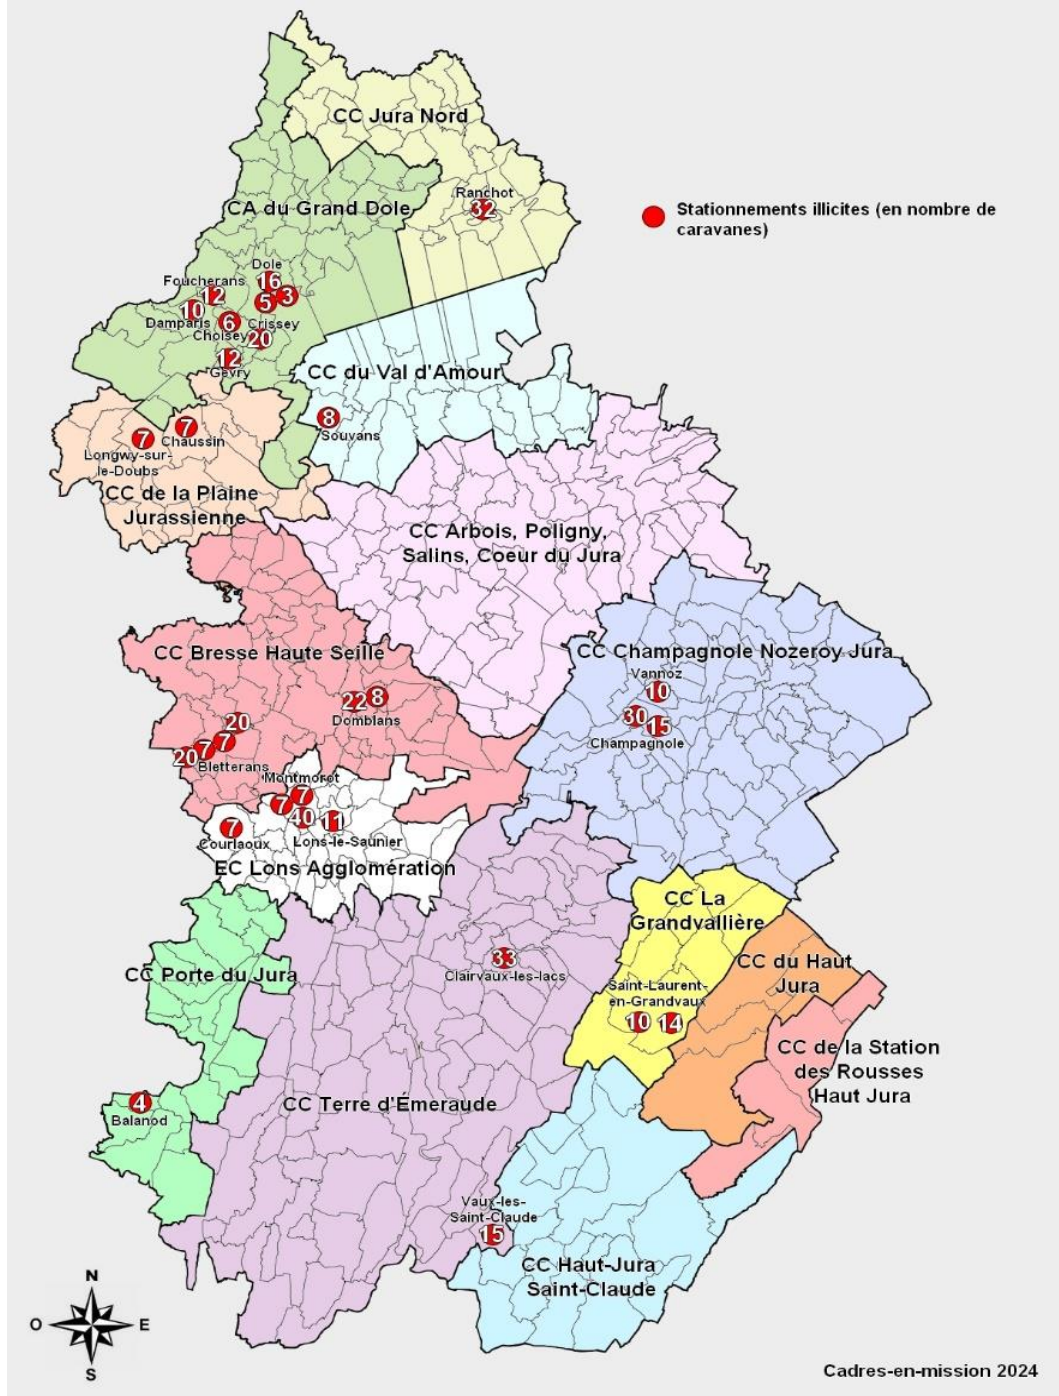 CC Jura Nord
Ranchot
32
CA du Grand Dole
Stationnements illicites (en nombre de
caravanes)
Dole
16
Foucherans
12
5
3
10
Damparis
6
Crissey
Choisey
20
12
Gevry
CC du Val d'Amour
8
Souvans
7
Chaussin
7
Longwy-sur-
le-Doubs
CC de la Plaine
Jurassienne
CC Arbois, Poligny,
Salins, Coeur du Jura
CC Bresse Haute Seille
CC Champagnole Nozeroy Jura
Vannoz
10
30
15
Champagnole
22
8
Domblans
20
7
7
20
Bletterans
Montmorot
7
7
40
11
Lons-le-Saunier
7
Courlaoux
EC Lons Agglomération
CC La
Grandvallière
CC du Haut
Jura
CC Porte du Jura
33
Clairvaux-les-lacs
Saint-Laurent-
en-Grandvaux
10
14
CC de la Station
des Rousses
Haut Jura
4
Balanod
CC Terre d'Émeraude
Vaux-les-
Saint-Claude
15
CC Haut-Jura
Saint-Claude
N
O
E
S
Cadres-en-mission 2024